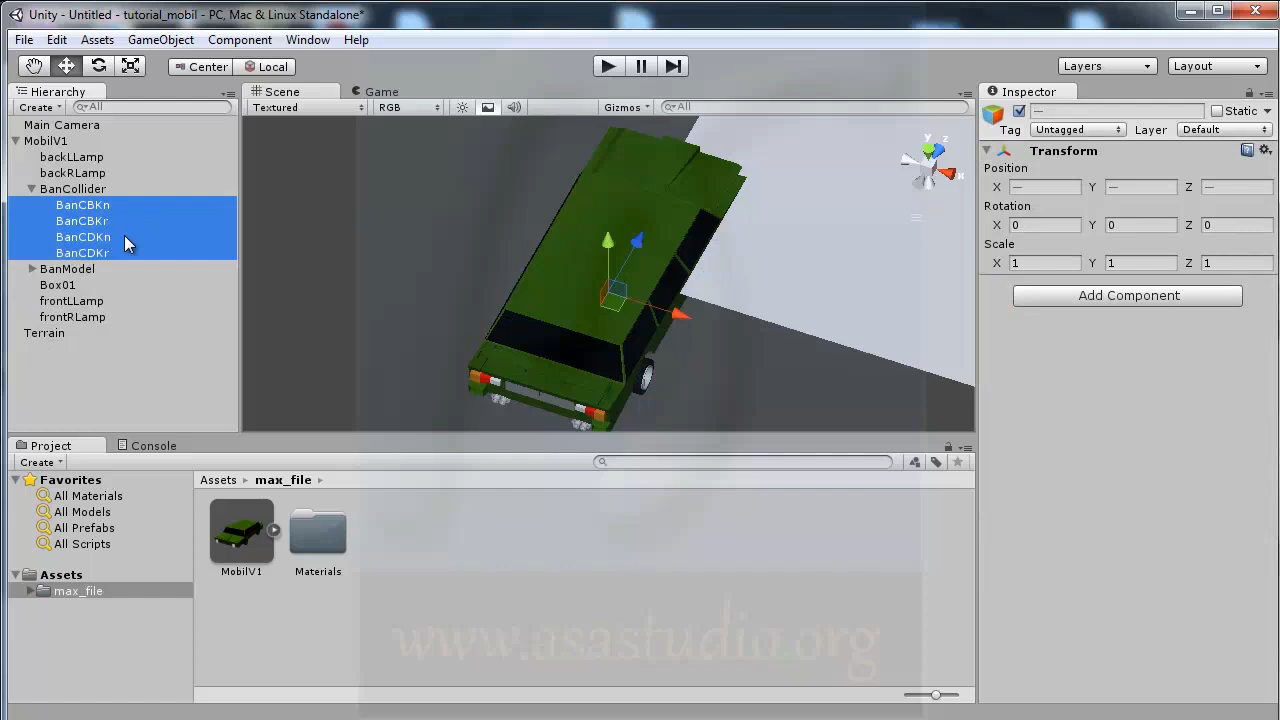 Unity - Untitled - tutorial_mobil - PC, Mac & Linux Standalone*
File Edit Assets GameObject Component Window Help
Center Local Layers Layout
Hierarchy
Create All
Main Camera
MobilV1
backLLamp
backRLamp
BanCollider
BanCBKn
BanCBKr
BanCDKn
BanCDKr
BanModel
Box01
frontLLamp
frontRLamp
Terrain
Scene Game
Textured RGB Gizmos All
y z
x
Inspector
—
Static
Tag Untagged Layer Default
Transform
Position
X — Y — Z —
Rotation
X 0 Y 0 Z 0
Scale
X 1 Y 1 Z 1
Add Component
Project Console
Create
Favorites
All Materials
All Models
All Prefabs
All Scripts
Assets
max_file
Assets max_file
MobilV1 Materials
www.asastudio.org